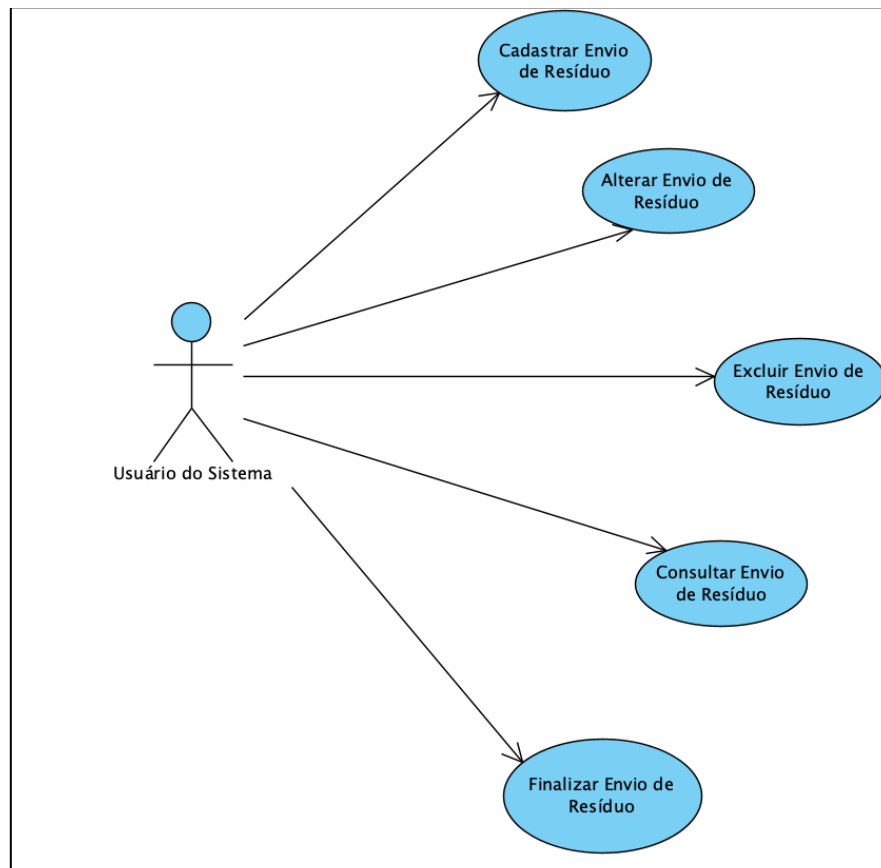 Cadastrar Envio
de Resíduo
Alterar Envio de
Resíduo
Excluir Envio de
Resíduo
Usuário do Sistema
Consultar Envio
de Resíduo
Finalizar Envio de
Resíduo